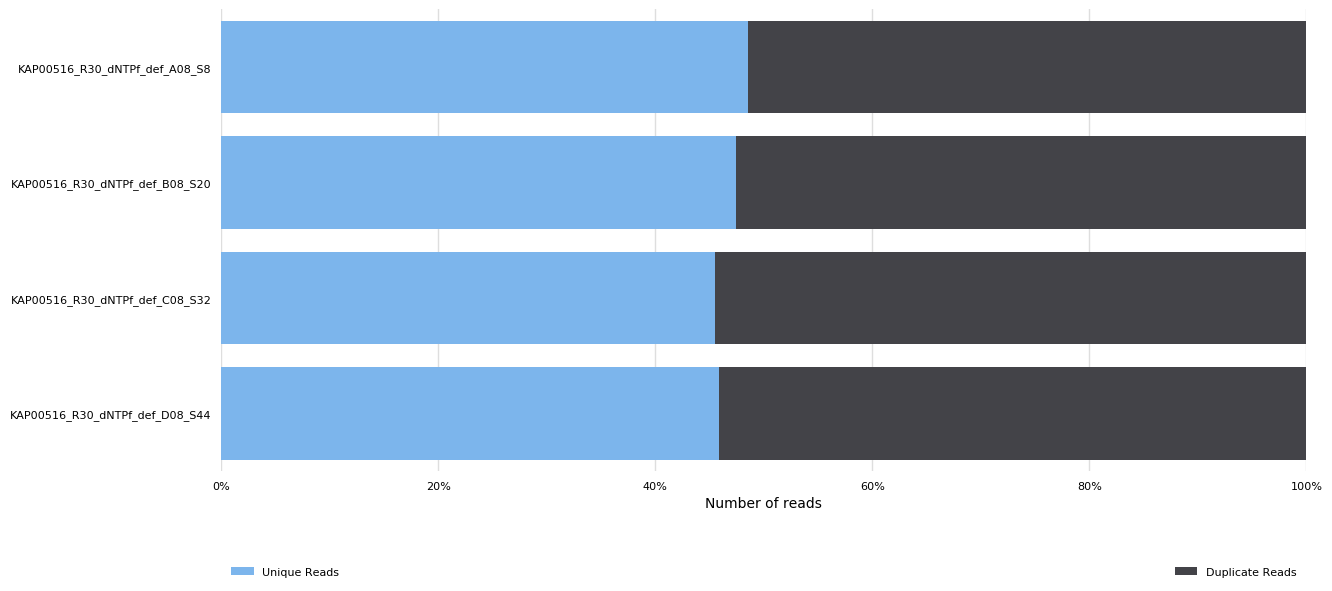 KAP00516_R30_dNTPf_def_A08_S8
KAP00516_R30_dNTPf_def_B08_S20
KAP00516_R30_dNTPf_def_C08_S32
KAP00516_R30_dNTPf_def_D08_S44
0% 20% 40% 60% 80% 100%
Number of reads
Unique Reads Duplicate Reads